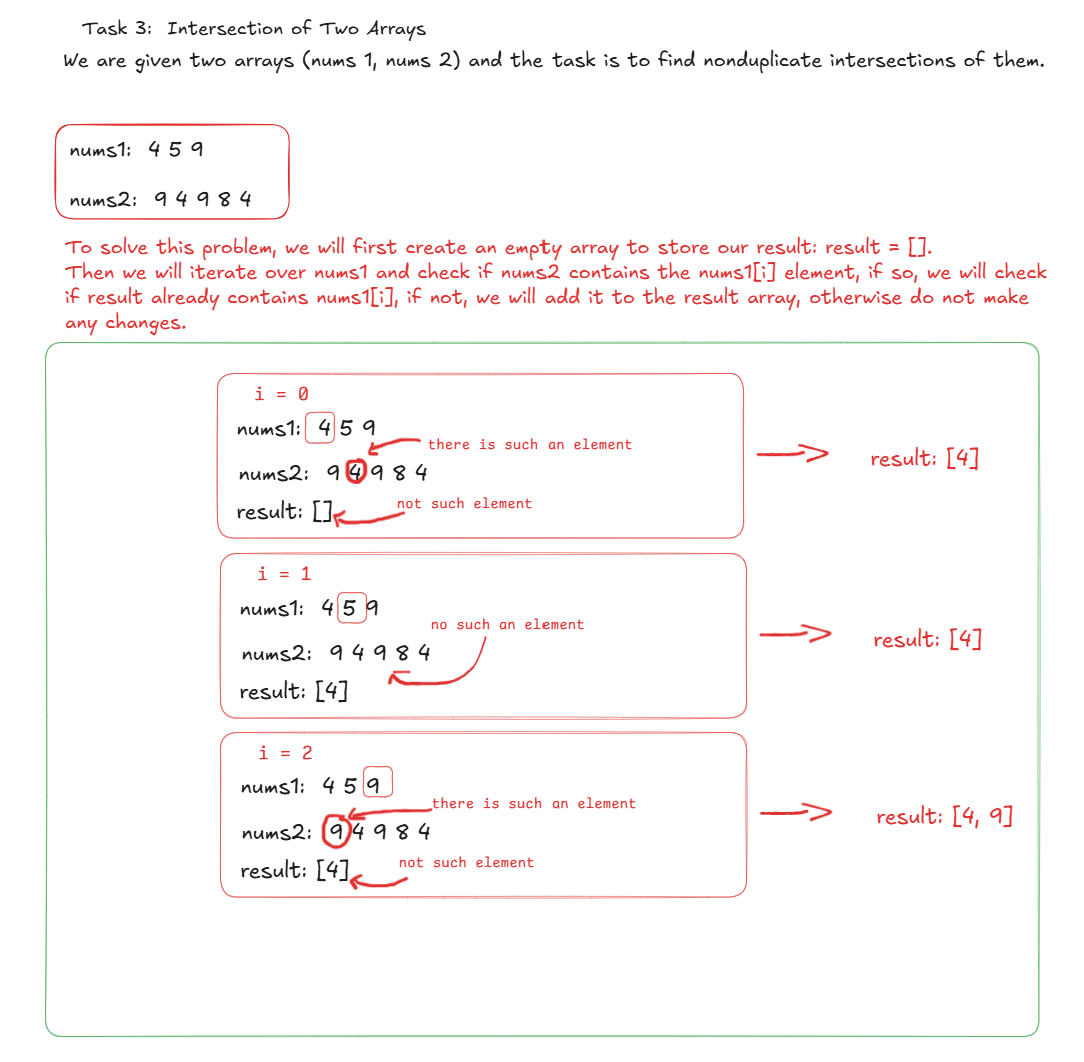 Task 3: Intersection of Two Arrays
We are given two arrays (nums 1, nums 2) and the task is to find nonduplicate intersections of them.
nums1: 4 5 9
nums2: 9 4 9 8 4
To solve this problem, we will first create an empty array to store our result: result = [].
Then we will iterate over nums1 and check if nums2 contains the nums1[i] element, if so, we will check
if result already contains nums1[i], if not, we will add it to the result array, otherwise do not make
any changes.
i = 0
nums1: 4 5 9
there is such an element
nums2: 9 4 9 8 4
not such element
result: []
result: [4]
i = 1
nums1: 4 5 9
no such an element
nums2: 9 4 9 8 4
result: [4]
result: [4]
i = 2
nums1: 4 5 9
there is such an element
nums2: 9 4 9 8 4
not such element
result: [4]
result: [4, 9]